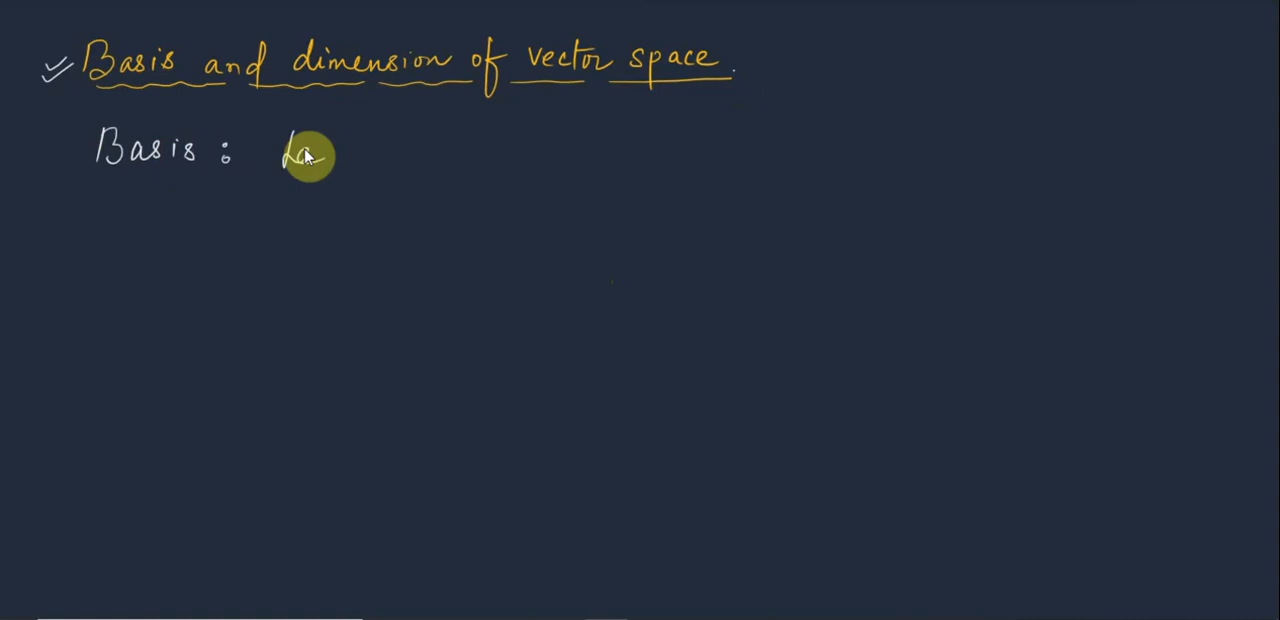 Basis and dimension of vector space.
Basis :